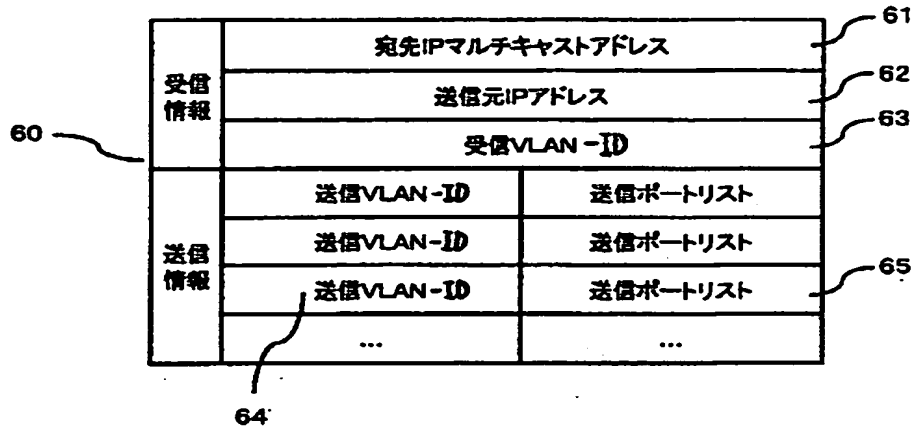 61
宛先IPマルチキャストアドレス
受信
情報
送信元IPアドレス
62
63
受信VLAN-ID
60
送信VLAN-ID 送信ポートリスト
送信VLAN-ID 送信ポートリスト
送信
情報
送信VLAN-ID 送信ポートリスト
65
... ...
64